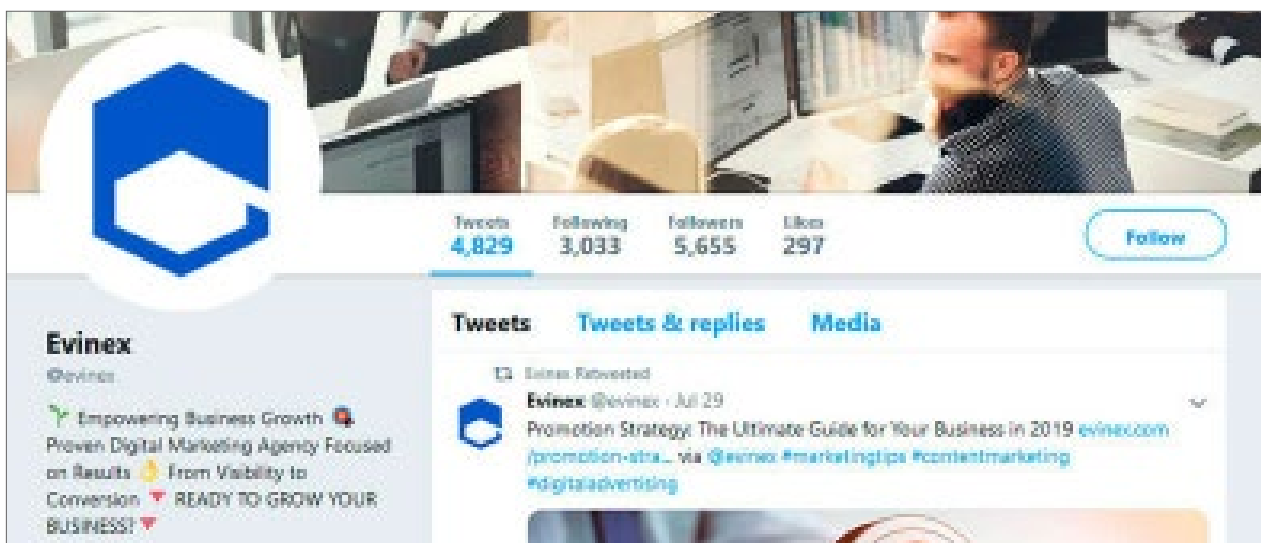 Tweets Following Followers Likes
4,829 3,033 5,655 297
Follow
Evinex
@evinex
Empowering Business Growth
Proven Digital Marketing Agency Focused
on Results 👌 From Visibility to
Conversion 🔻 READY TO GROW YOUR
BUSINESS? 🔻
Tweets Tweets & replies Media
Evinex Retweeted
Evinex @evinex · Jul 29
Promotion Strategy: The Ultimate Guide for Your Business in 2019 evinex.com
/promotion-stra... via @evinex #marketingtips #contentmarketing
#digitaladvertising